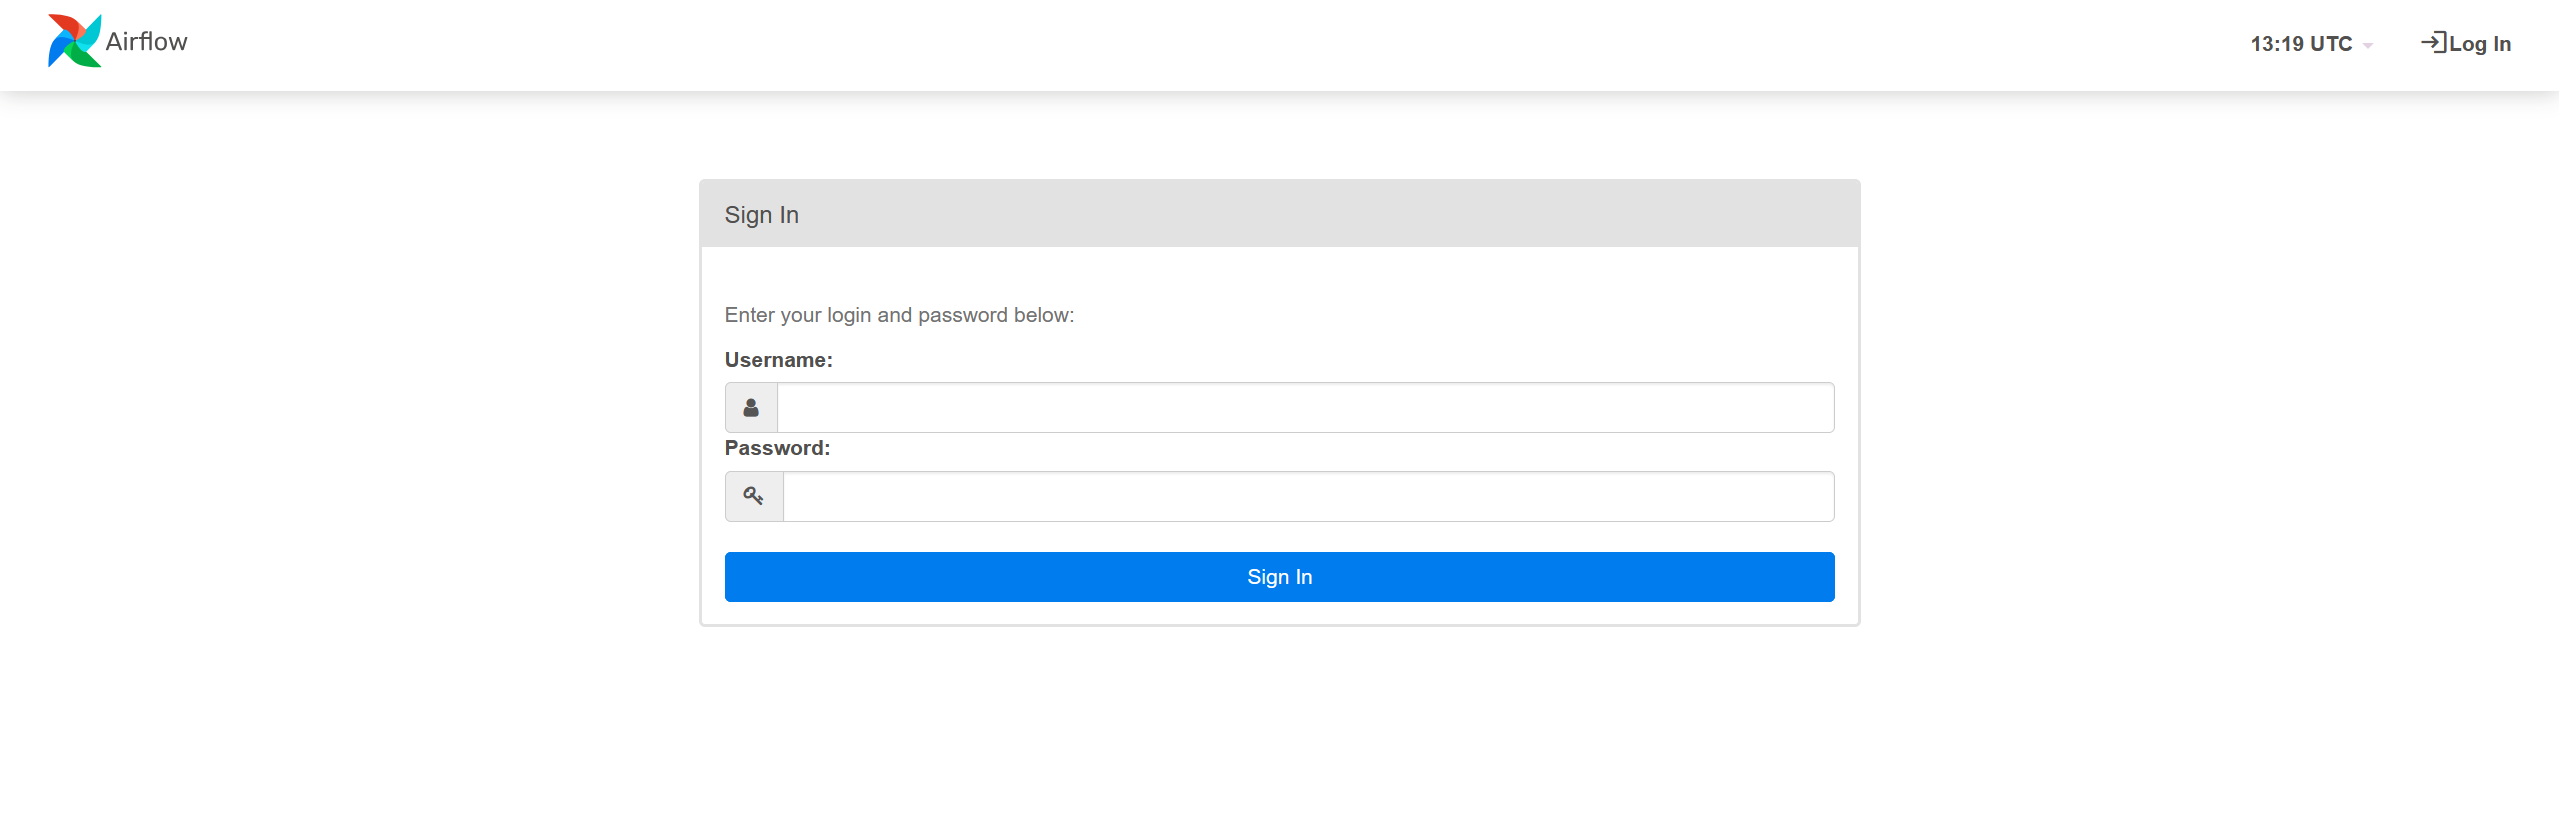 Airflow
13:19 UTC
Log In
Sign In
Enter your login and password below:
Username:
Password:
Sign In